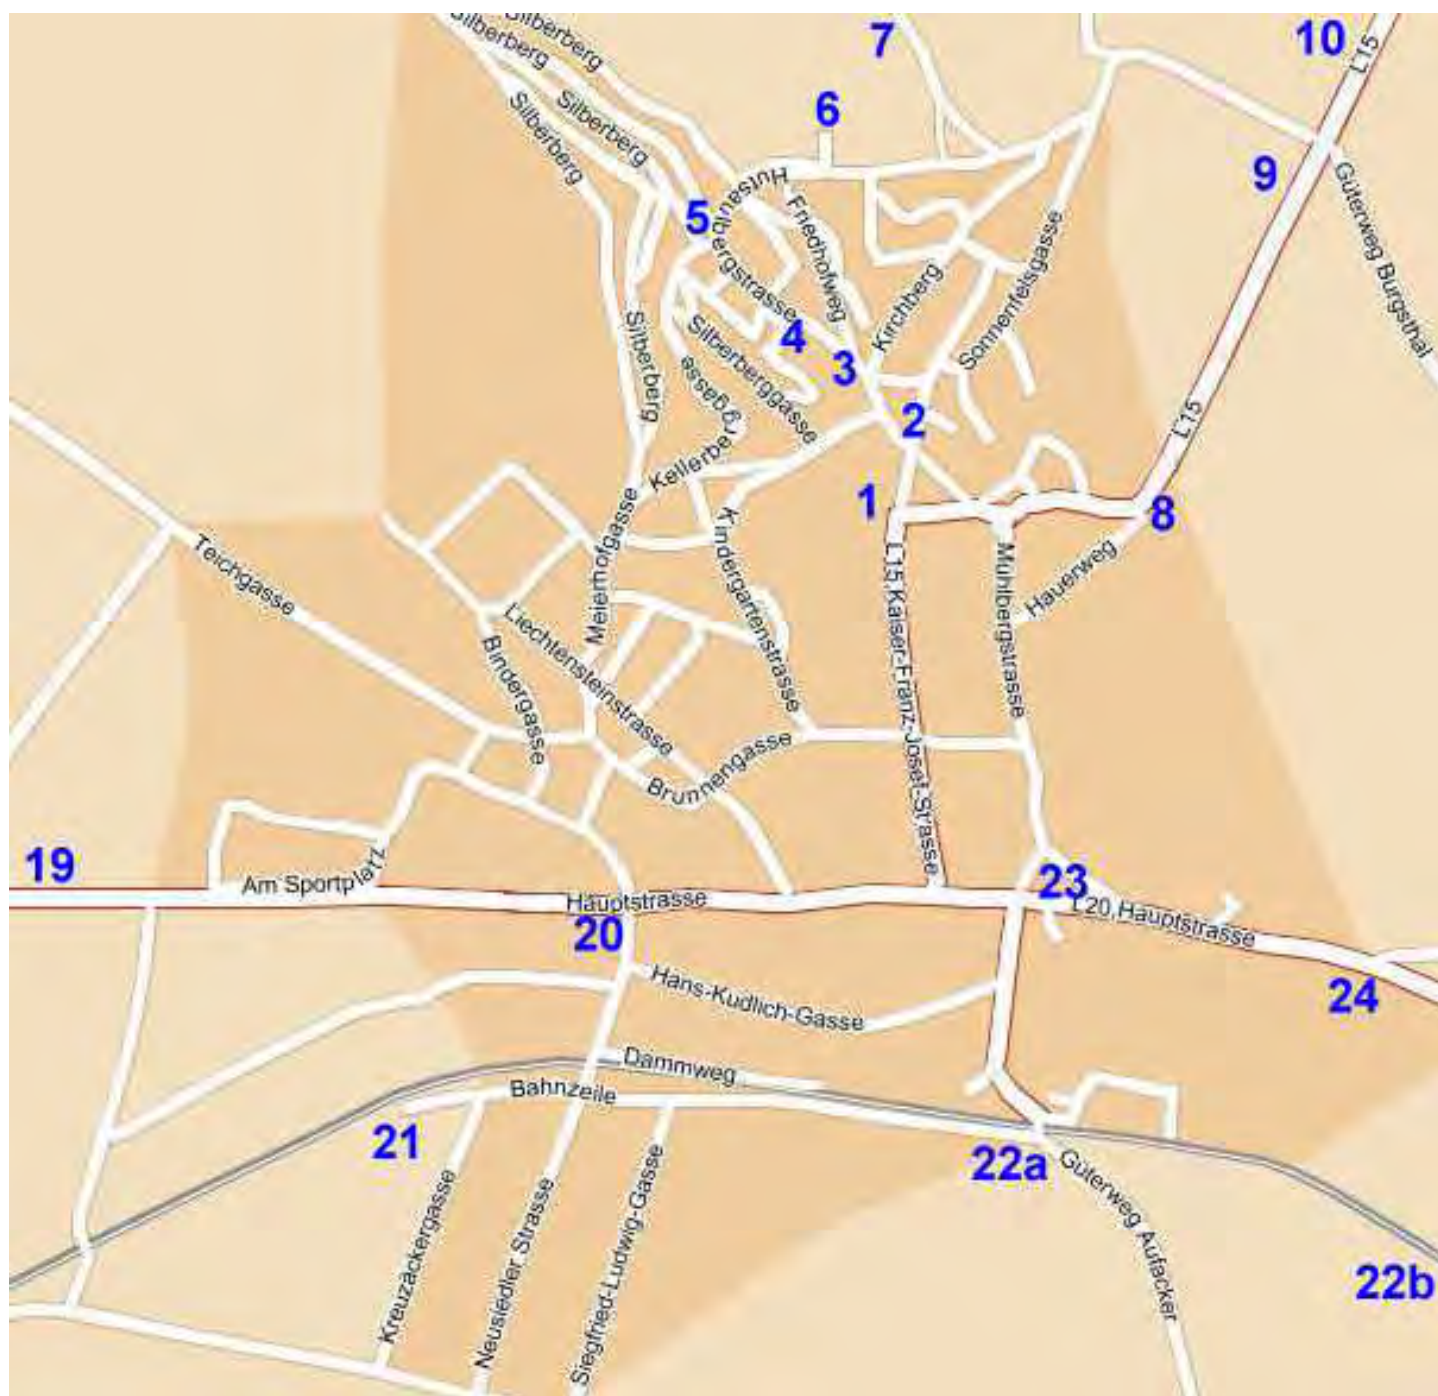 Silberberg
Silberberg
7
10
L15
Silberberg
Silberberg
6
9
Güterweg Burgsthal
Hutsaulbergstrasse
5
Friedhofweg
Sonnenfelsgasse
Kirchberg
Silberberg
4
3
Silberberggasse
Kellerberggasse
2
L15
1
8
Teichgasse
Meierhofgasse
Kindergartenstrasse
L15,Kaiser-Franz-Josef-Strasse
Mühlbergstrasse
Hauerweg
Liechtensteinstrasse
Bindergasse
Brunnengasse
19
Am Sportplatz
Hauptstrasse
23
L20,Hauptstrasse
20
24
Hans-Kudlich-Gasse
Dammweg
Bahnzeile
21
22a
Güterweg Aufäcker
Kreuzäckergasse
Neusiedler Strasse
Siegfried-Ludwig-Gasse
22b